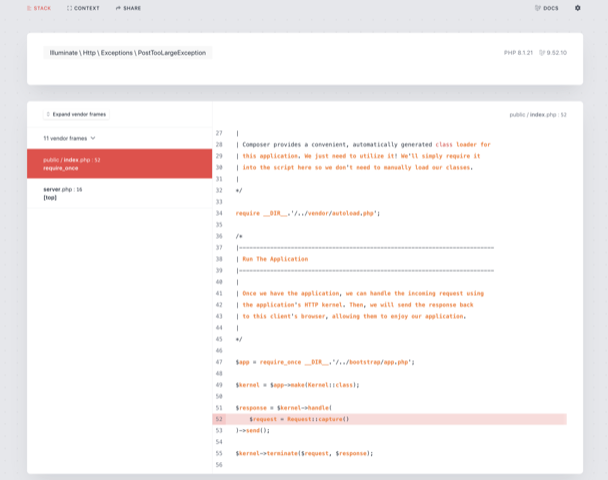 STACK
CONTEXT
SHARE
DOCS
Illuminate \ Http \ Exceptions \ PostTooLargeException
PHP 8.1.21
9.52.10
Expand vendor frames
public / index.php : 52
11 vendor frames
public / index.php : 52
require_once
server.php : 16
[top]
27 |
28 | Composer provides a convenient, automatically generated class loader for
29 | this application. We just need to utilize it! We'll simply require it
30 | into the script here so we don't need to manually load our classes.
31 |
32 */
33
34 require __DIR__.'/../vendor/autoload.php';
35
36 /*
37 |--------------------------------------------------------------------------
38 | Run The Application
39 |--------------------------------------------------------------------------
40 |
41 | Once we have the application, we can handle the incoming request using
42 | the application's HTTP kernel. Then, we will send the response back
43 | to this client's browser, allowing them to enjoy our application.
44 |
45 */
46
47 $app = require_once __DIR__.'/../bootstrap/app.php';
48
49 $kernel = $app->make(Kernel::class);
50
51 $response = $kernel->handle(
52 $request = Request::capture()
53 )->send();
54
55 $kernel->terminate($request, $response);
56